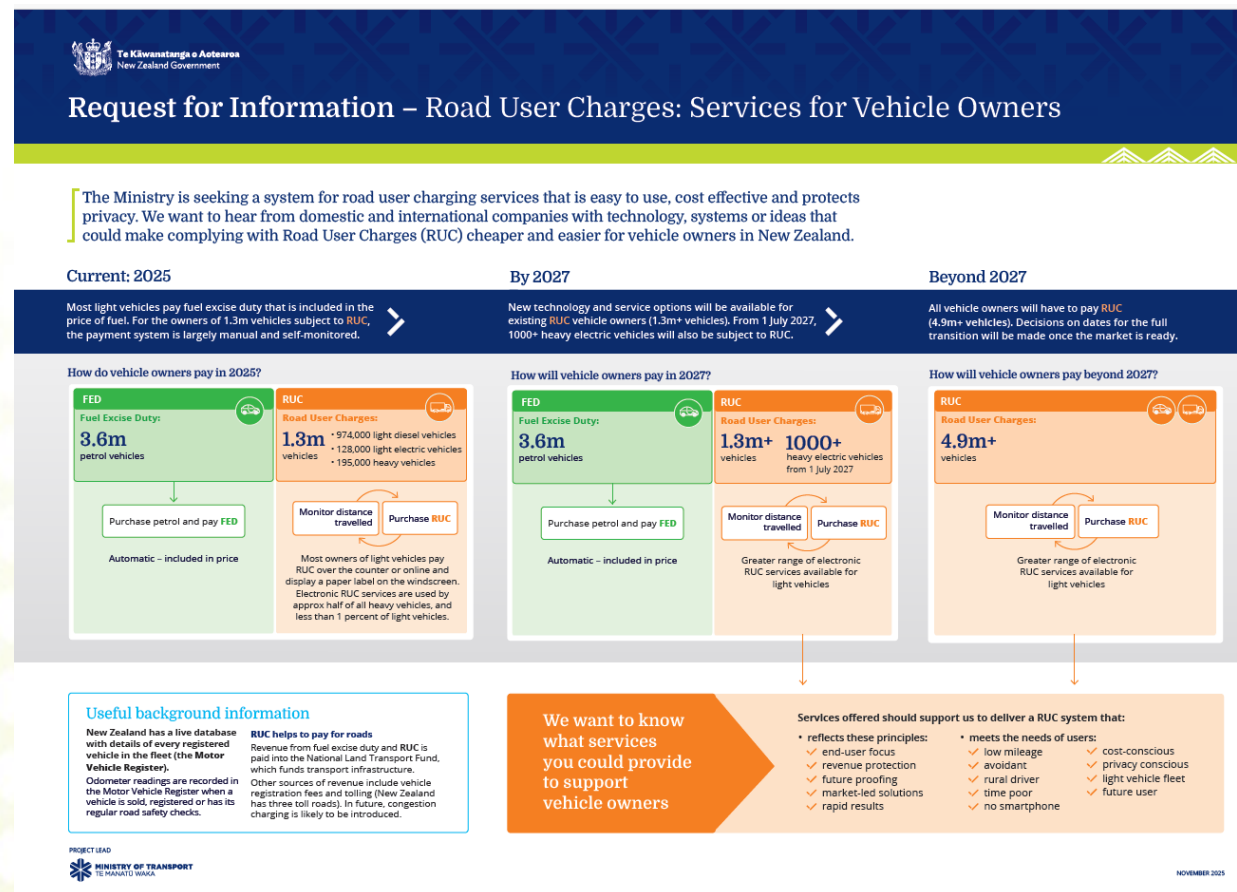 Te Kāwanatanga o Aotearoa
New Zealand Government
Request for Information – Road User Charges: Services for Vehicle Owners
The Ministry is seeking a system for road user charging services that is easy to use, cost effective and protects
privacy. We want to hear from domestic and international companies with technology, systems or ideas that
could make complying with Road User Charges (RUC) cheaper and easier for vehicle owners in New Zealand.
Current: 2025
Most light vehicles pay fuel excise duty that is included in the
price of fuel. For the owners of 1.3m vehicles subject to RUC,
the payment system is largely manual and self-monitored.
How do vehicle owners pay in 2025?
FED
Fuel Excise Duty:
3.6m
petrol vehicles
Purchase petrol and pay FED
Automatic – included in price
RUC
Road User Charges:
1.3m
vehicles
• 974,000 light diesel vehicles
• 128,000 light electric vehicles
• 195,000 heavy vehicles
Monitor distance
travelled
Purchase RUC
Most owners of light vehicles pay
RUC over the counter or online and
display a paper label on the windscreen.
Electronic RUC services are used by
approx half of all heavy vehicles, and
less than 1 percent of light vehicles.
By 2027
New technology and service options will be available for
existing RUC vehicle owners (1.3m+ vehicles). From 1 July 2027,
1000+ heavy electric vehicles will also be subject to RUC.
How will vehicle owners pay in 2027?
FED
Fuel Excise Duty:
3.6m
petrol vehicles
Purchase petrol and pay FED
Automatic – included in price
RUC
Road User Charges:
1.3m+
vehicles
1000+
heavy electric vehicles
from 1 July 2027
Monitor distance
travelled
Purchase RUC
Greater range of electronic
RUC services available for
light vehicles
Beyond 2027
All vehicle owners will have to pay RUC
(4.9m+ vehicles). Decisions on dates for the full
transition will be made once the market is ready.
How will vehicle owners pay beyond 2027?
RUC
Road User Charges:
4.9m+
vehicles
Monitor distance
travelled
Purchase RUC
Greater range of electronic
RUC services available for
light vehicles
Useful background information
New Zealand has a live database
with details of every registered
vehicle in the fleet (the Motor
Vehicle Register).
Odometer readings are recorded in
the Motor Vehicle Register when a
vehicle is sold, registered or has its
regular road safety checks.
RUC helps to pay for roads
Revenue from fuel excise duty and RUC is
paid into the National Land Transport Fund,
which funds transport infrastructure.
Other sources of revenue include vehicle
registration fees and tolling (New Zealand
has three toll roads). In future, congestion
charging is likely to be introduced.
We want to know
what services
you could provide
to support
vehicle owners
Services offered should support us to deliver a RUC system that:
• reflects these principles:
✓ end-user focus
✓ revenue protection
✓ future proofing
✓ market-led solutions
✓ rapid results
• meets the needs of users:
✓ low mileage
✓ avoidant
✓ rural driver
✓ time poor
✓ no smartphone
✓ cost-conscious
✓ privacy conscious
✓ light vehicle fleet
✓ future user
PROJECT LEAD
MINISTRY OF TRANSPORT
TE MANATŪ WAKA
NOVEMBER 2025